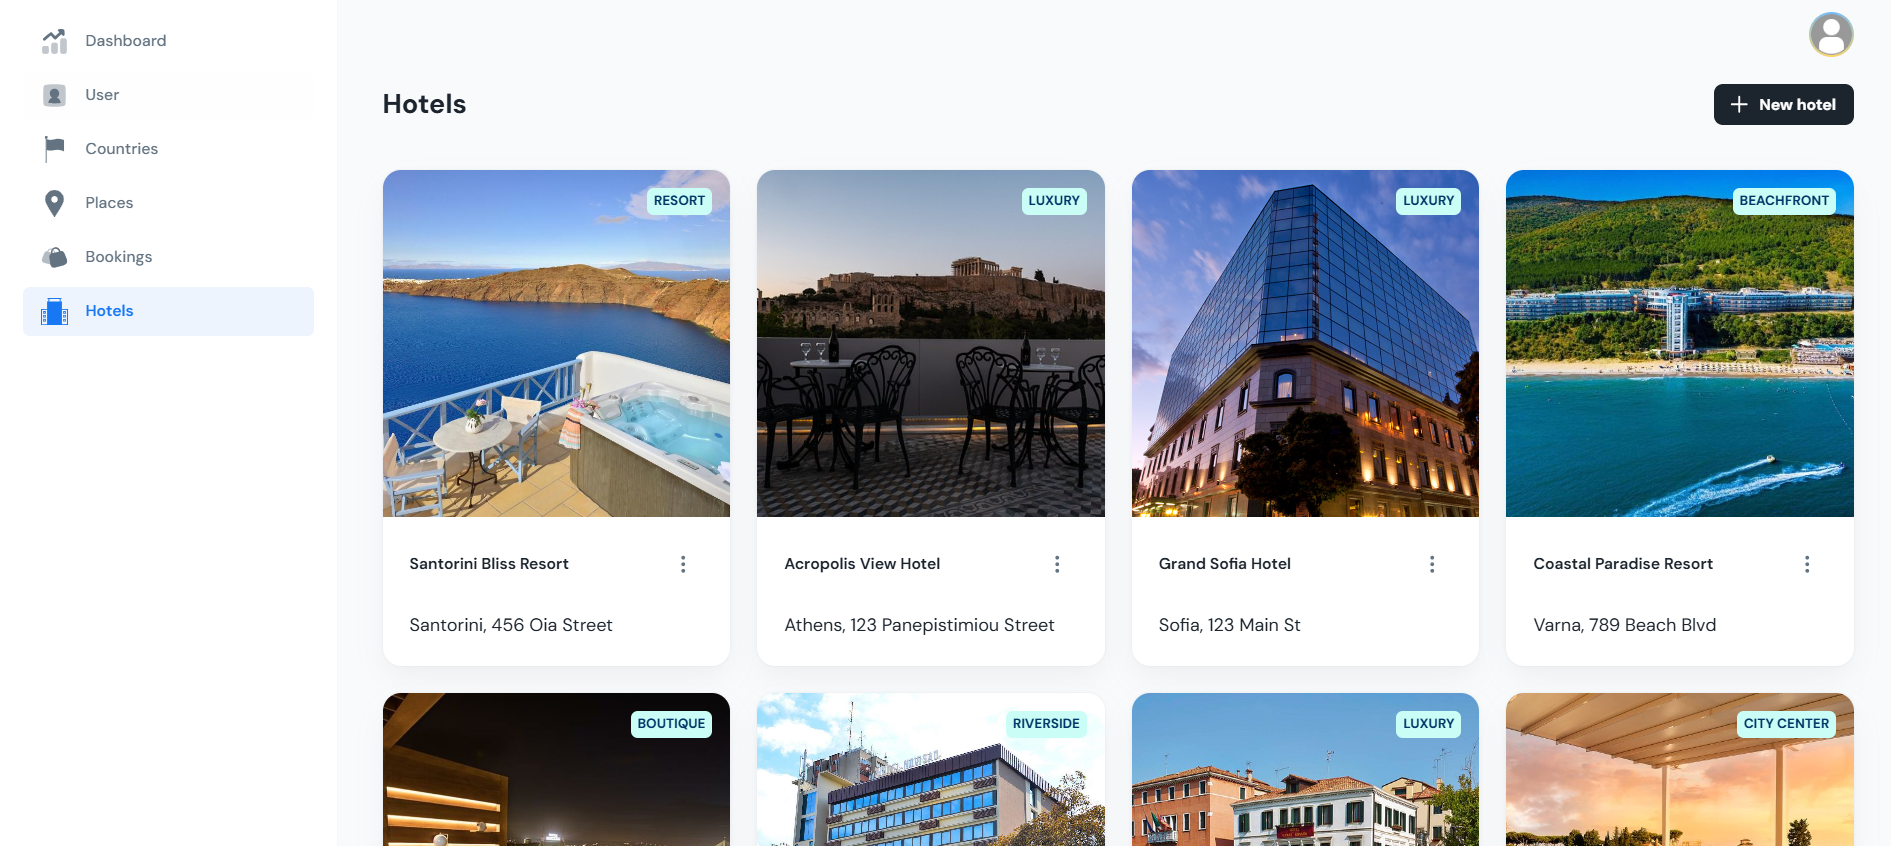 Dashboard
User
Countries
Places
Bookings
Hotels
Hotels
New hotel
RESORT
LUXURY
LUXURY
BEACHFRONT
Santorini Bliss Resort
Acropolis View Hotel
Grand Sofia Hotel
Coastal Paradise Resort
Santorini, 456 Oia Street
Athens, 123 Panepistimiou Street
Sofia, 123 Main St
Varna, 789 Beach Blvd
BOUTIQUE
RIVERSIDE
LUXURY
CITY CENTER